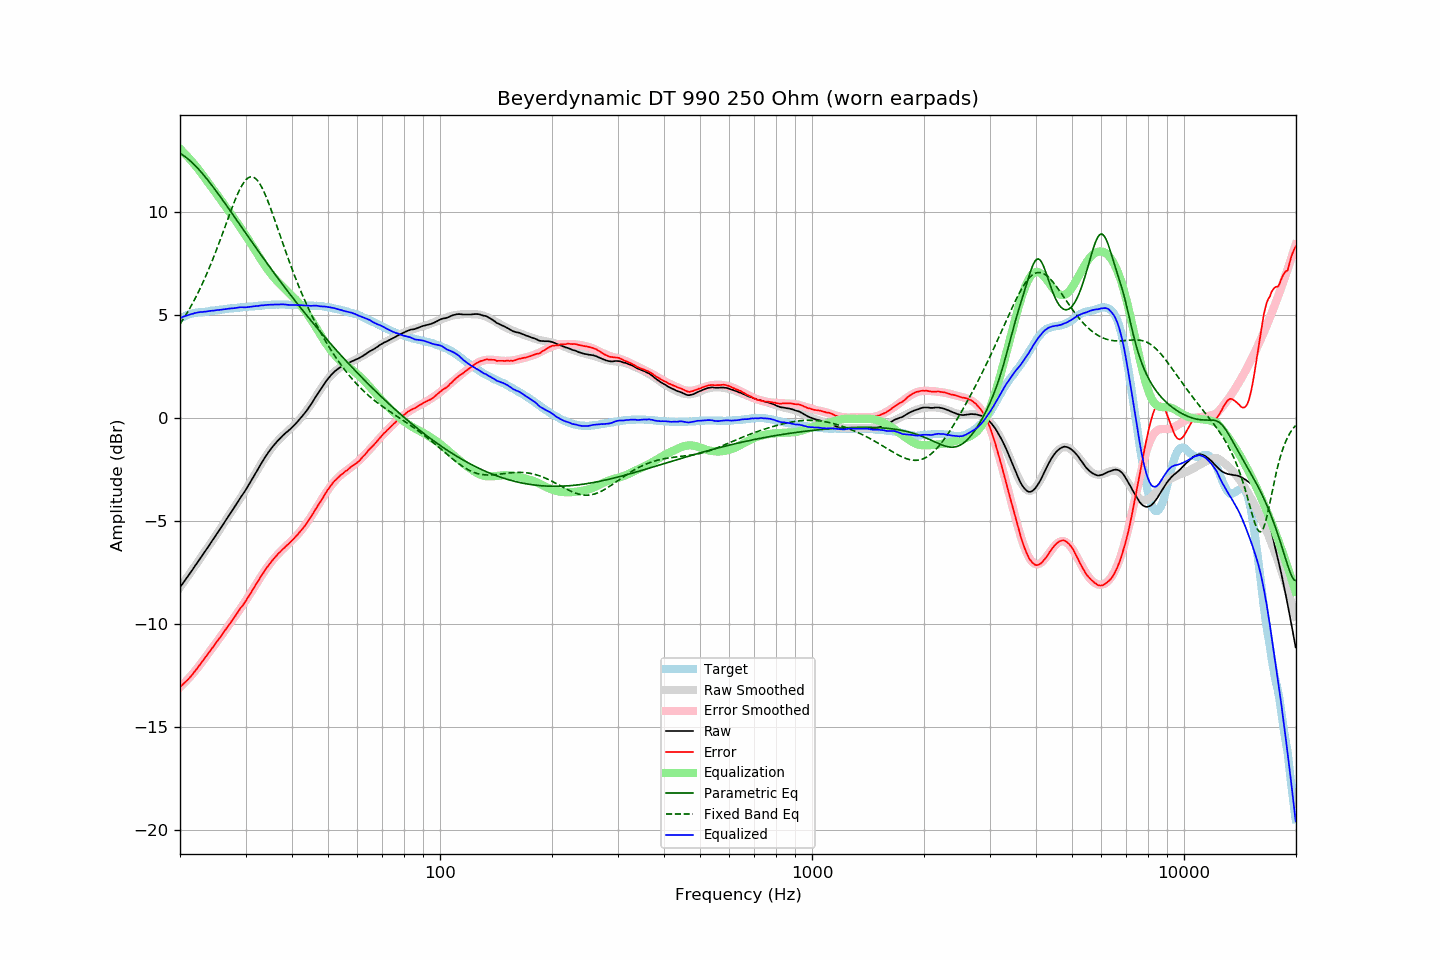 Beyerdynamic DT 990 250 Ohm (worn earpads)
Amplitude (dBr)
10
5
0
−5
−10
−15
−20
Target
Raw Smoothed
Error Smoothed
Raw
Error
Equalization
Parametric Eq
Fixed Band Eq
Equalized
100
1000
10000
Frequency (Hz)